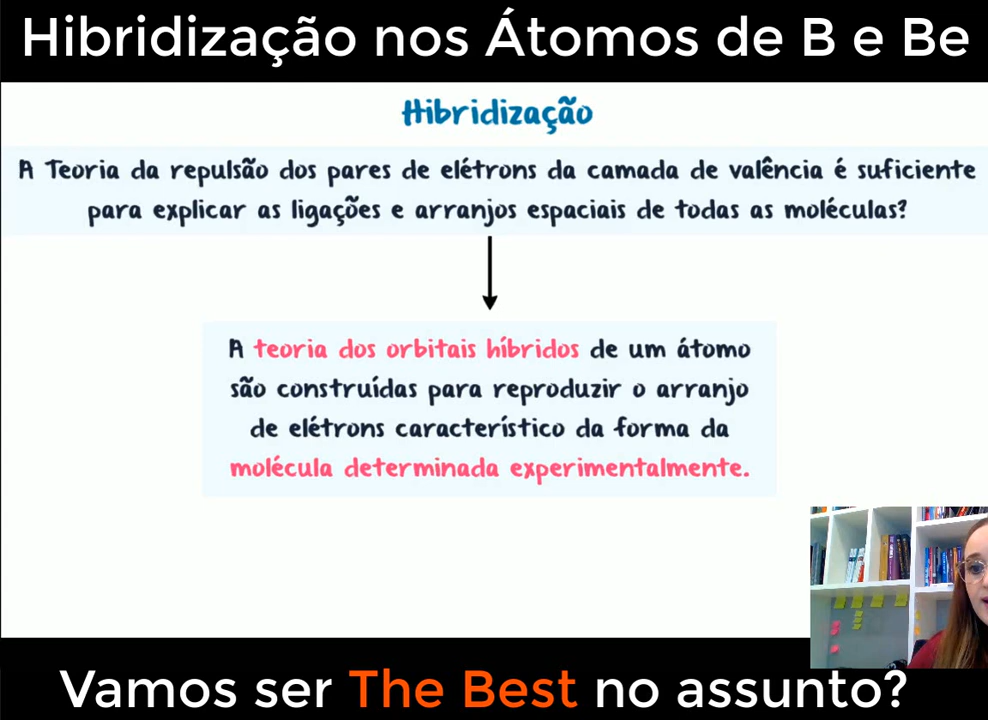 Hibridização nos Átomos de B e Be
Hibridização
A Teoria da repulsão dos pares de elétrons da camada de valência é suficiente
para explicar as ligações e arranjos espaciais de todas as moléculas?
A teoria dos orbitais híbridos de um átomo
são construídas para reproduzir o arranjo
de elétrons característico da forma da
molécula determinada experimentalmente.
Vamos ser The Best no assunto?